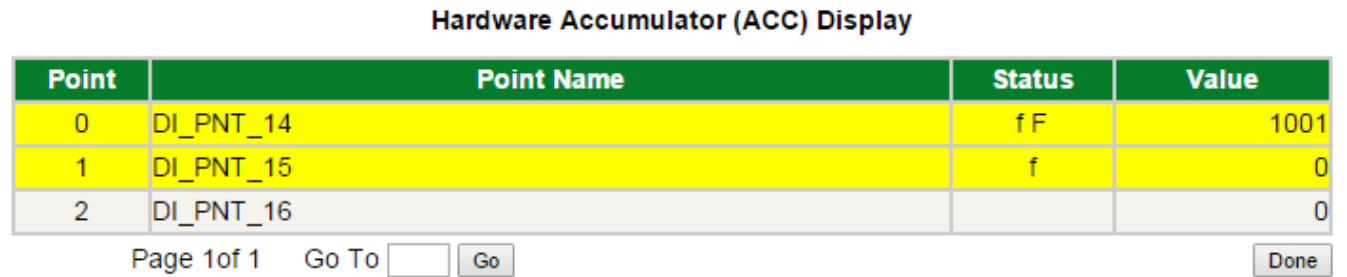 Hardware Accumulator (ACC) Display
Point Point Name Status Value
0 DI_PNT_14 f F 1001
1 DI_PNT_15 f 0
2 DI_PNT_16 0
Page 1of 1 Go To Go Done